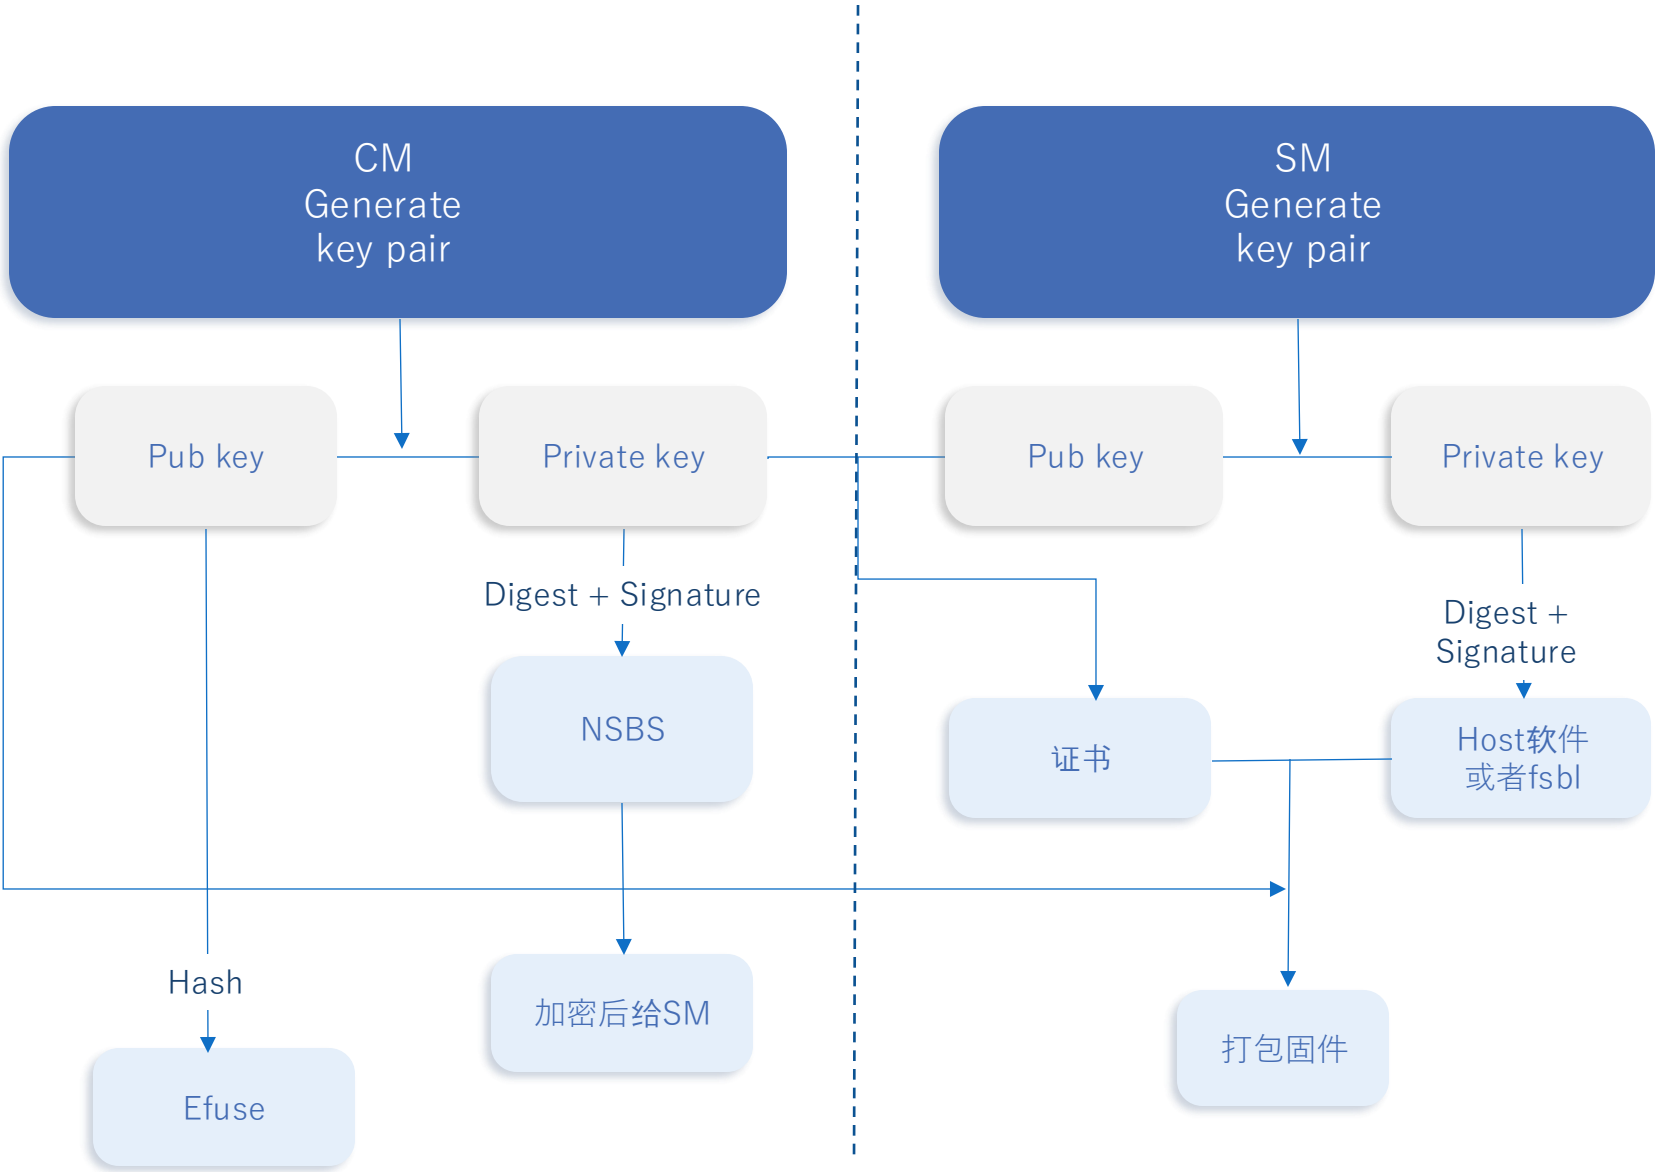 CM
Generate
key pair
SM
Generate
key pair
Pub key
Private key
Pub key
Private key
Digest + Signature
Digest +
Signature
NSBS
证书
Host软件
或者fsbl
Hash
加密后给SM
打包固件
Efuse